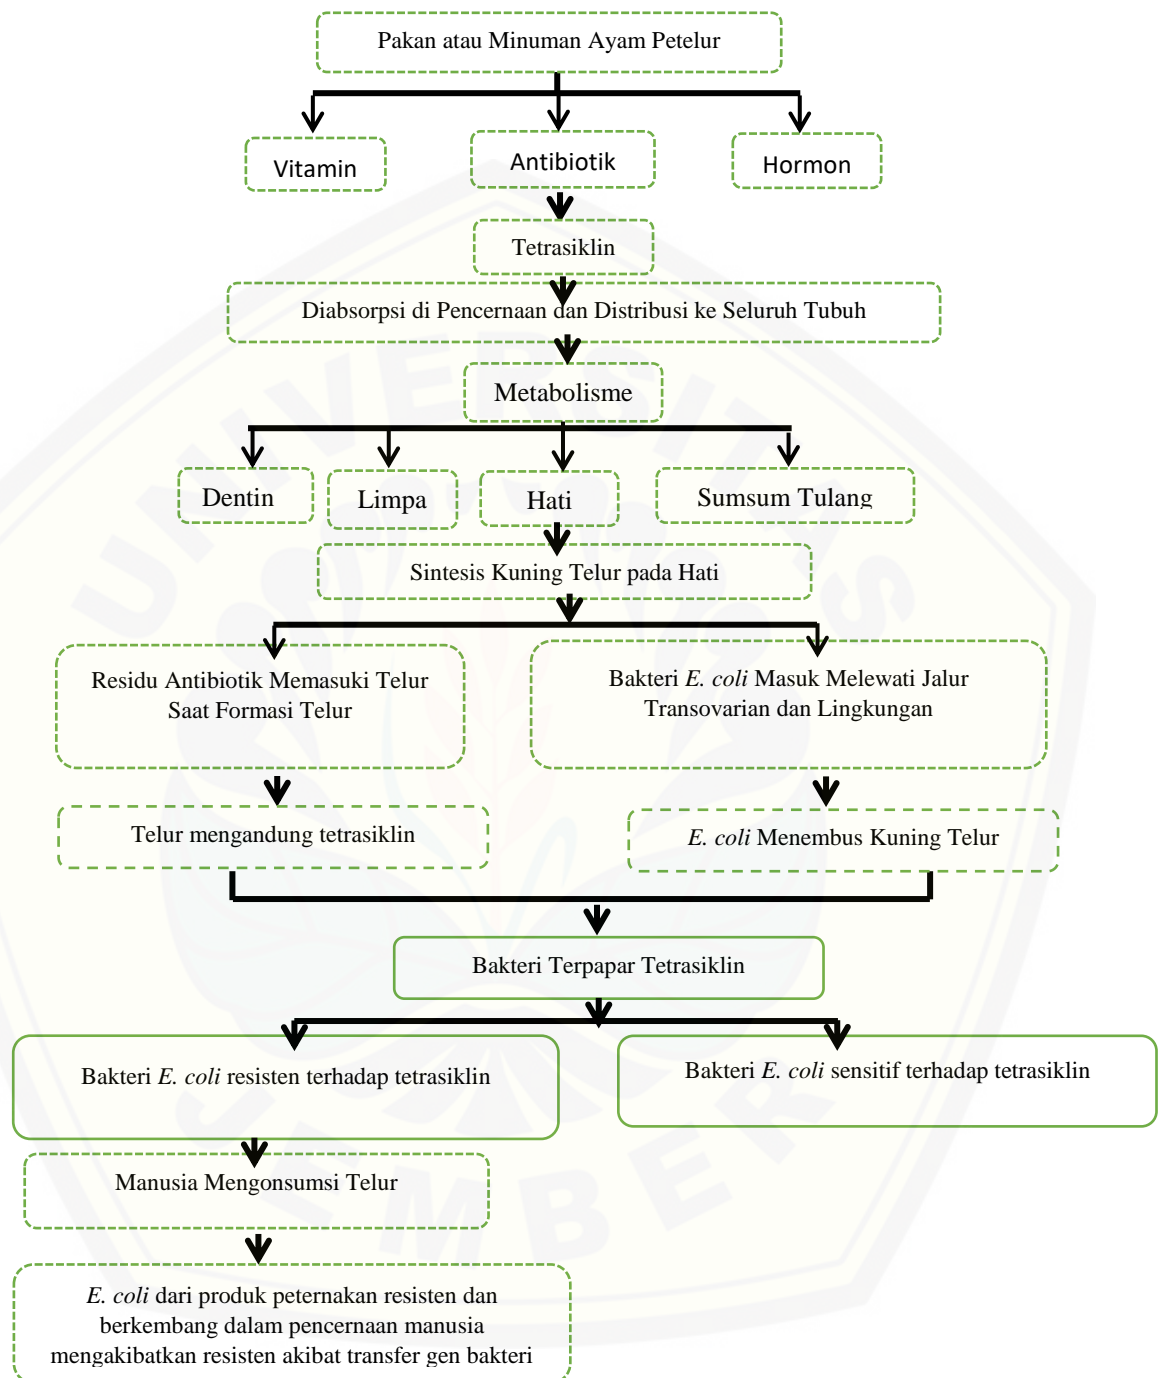 Pakan atau Minuman Ayam Petelur
Vitamin
Antibiotik
Hormon
Tetrasiklin
Diabsorpsi di Pencernaan dan Distribusi ke Seluruh Tubuh
Metabolisme
Dentin
Limpa
Hati
Sumsum Tulang
Sintesis Kuning Telur pada Hati
Residu Antibiotik Memasuki Telur
Saat Formasi Telur
Bakteri E. coli Masuk Melewati Jalur
Transovarian dan Lingkungan
Telur mengandung tetrasiklin
E. coli Menembus Kuning Telur
Bakteri Terpapar Tetrasiklin
Bakteri E. coli resisten terhadap tetrasiklin
Bakteri E. coli sensitif terhadap tetrasiklin
Manusia Mengonsumsi Telur
E. coli dari produk peternakan resisten dan
berkembang dalam pencernaan manusia
mengakibatkan resisten akibat transfer gen bakteri
UNIVERSITAS
JEMBER